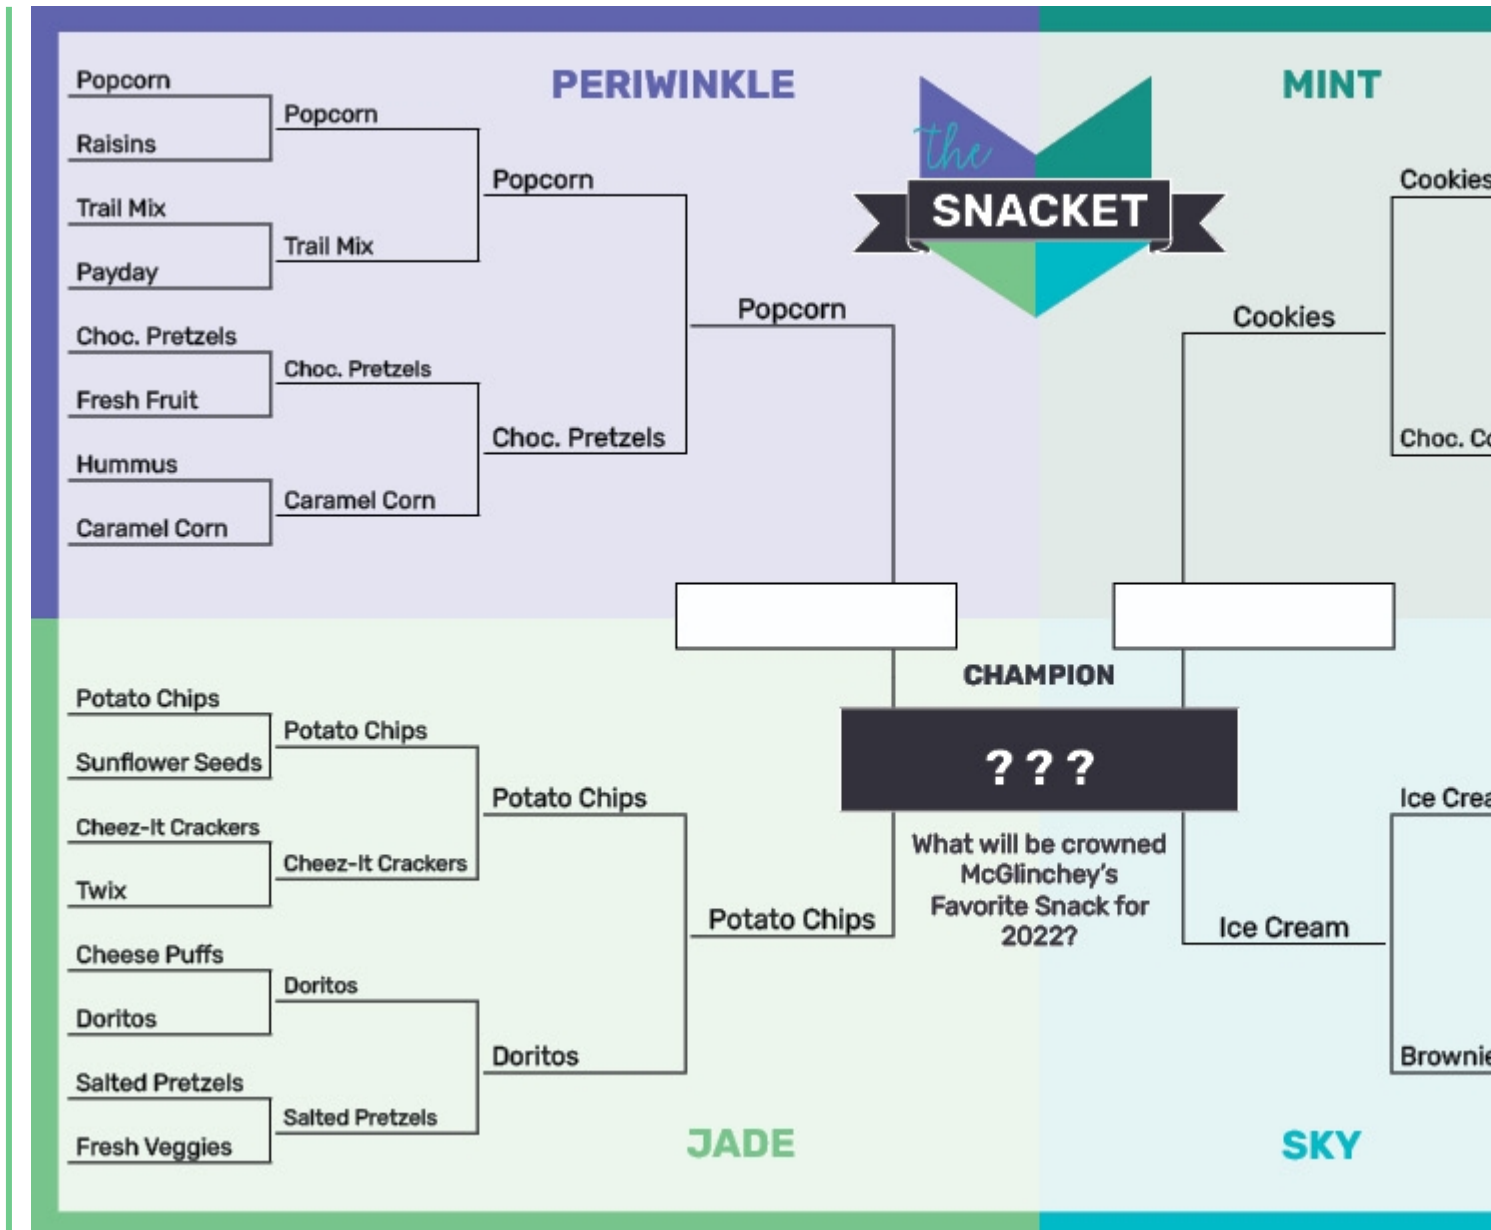 PERIWINKLE
Popcorn
Raisins
Trail Mix
Payday
Choc. Pretzels
Fresh Fruit
Hummus
Caramel Corn
Popcorn
Trail Mix
Choc. Pretzels
Caramel Corn
Popcorn
Choc. Pretzels
Popcorn
the
SNACKET
MINT
Cookies
Cookies
Choc.
Potato Chips
Sunflower Seeds
Cheez-It Crackers
Twix
Cheese Puffs
Doritos
Salted Pretzels
Fresh Veggies
Potato Chips
Cheez-It Crackers
Doritos
Salted Pretzels
Potato Chips
Doritos
Potato Chips
JADE
CHAMPION
???
What will be crowned
McGlinchey's
Favorite Snack for
2022?
Ice Cream
Ice
SKY